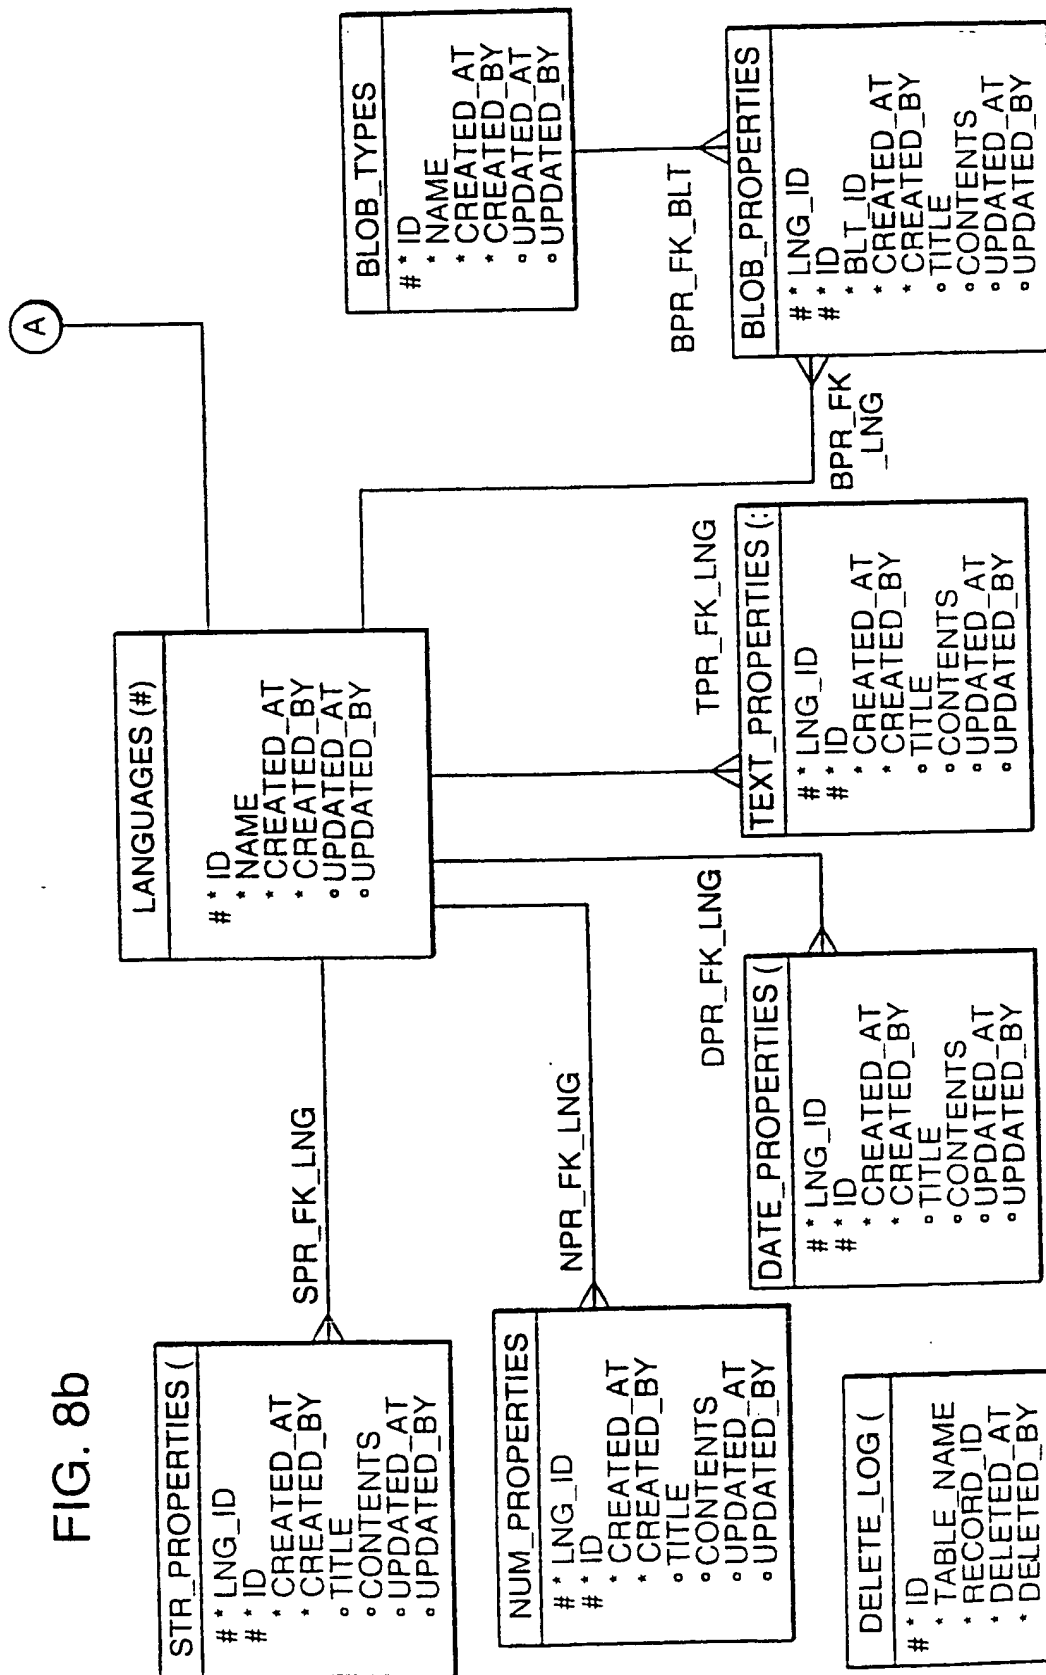 FIG. 8b
A
LANGUAGES (#)
# * ID
* NAME
* CREATED_AT
* CREATED_BY
∘ UPDATED_AT
∘ UPDATED_BY
BLOB_TYPES
# * ID
* NAME
* CREATED_AT
* CREATED_BY
∘ UPDATED_AT
∘ UPDATED_BY
STR_PROPERTIES (
# * LNG_ID
# * ID
* CREATED_AT
* CREATED_BY
∘ TITLE
∘ CONTENTS
∘ UPDATED_AT
∘ UPDATED_BY
SPR_FK_LNG
NUM_PROPERTIES
# * LNG_ID
# * ID
* CREATED_AT
* CREATED_BY
∘ TITLE
∘ CONTENTS
∘ UPDATED_AT
∘ UPDATED_BY
NPR_FK_LNG
DPR_FK_LNG
TPR_FK_LNG
BPR_FK_BLT
BPR_FK
_LNG
DELETE_LOG (
# * ID
* TABLE_NAME
* RECORD_ID
* DELETED_AT
* DELETED_BY
DATE_PROPERTIES (
# * LNG_ID
# * ID
* CREATED_AT
* CREATED_BY
∘ TITLE
∘ CONTENTS
∘ UPDATED_AT
∘ UPDATED_BY
TEXT_PROPERTIES (:
# * LNG_ID
# * ID
* CREATED_AT
* CREATED_BY
∘ TITLE
∘ CONTENTS
∘ UPDATED_AT
∘ UPDATED_BY
BLOB_PROPERTIES
# * LNG_ID
# * ID
* BLT_ID
* CREATED_AT
* CREATED_BY
∘ TITLE
∘ CONTENTS
∘ UPDATED_AT
∘ UPDATED_BY